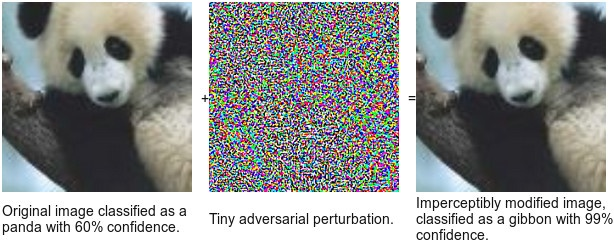 +
=
Original image classified as a
panda with 60% confidence.
Tiny adversarial perturbation.
Imperceptibly modified image,
classified as a gibbon with 99%
confidence.